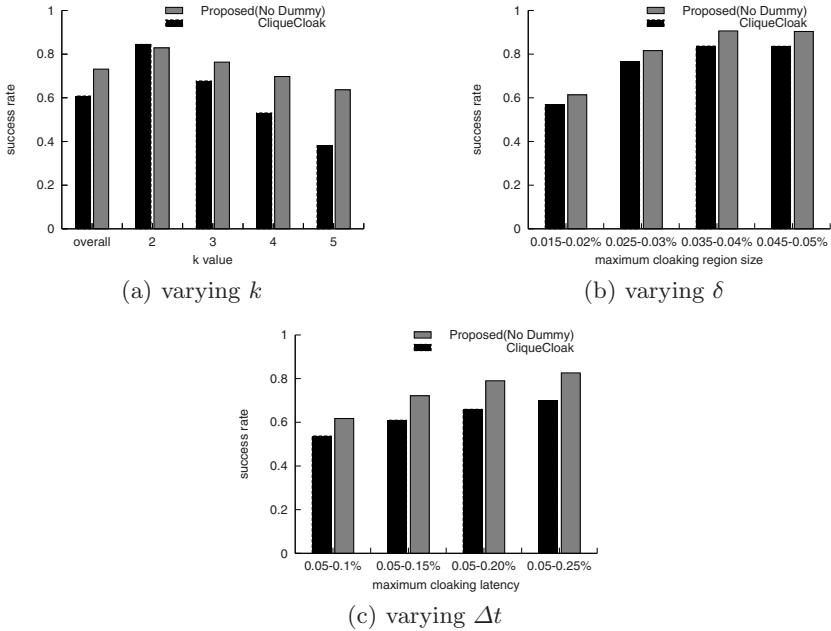 Proposed(No Dummy)
CliqueCloak
success rate
1
0.8
0.6
0.4
0.2
0
overall 2 3 4 5
k value
(a) varying k
Proposed(No Dummy)
CliqueCloak
success rate
1
0.8
0.6
0.4
0.2
0
0.015-0.02% 0.025-0.03% 0.035-0.04% 0.045-0.05%
maximum cloaking region size
(b) varying δ
Proposed(No Dummy)
CliqueCloak
success rate
1
0.8
0.6
0.4
0.2
0
0.05-0.1% 0.05-0.15% 0.05-0.20% 0.05-0.25%
maximum cloaking latency
(c) varying Δt